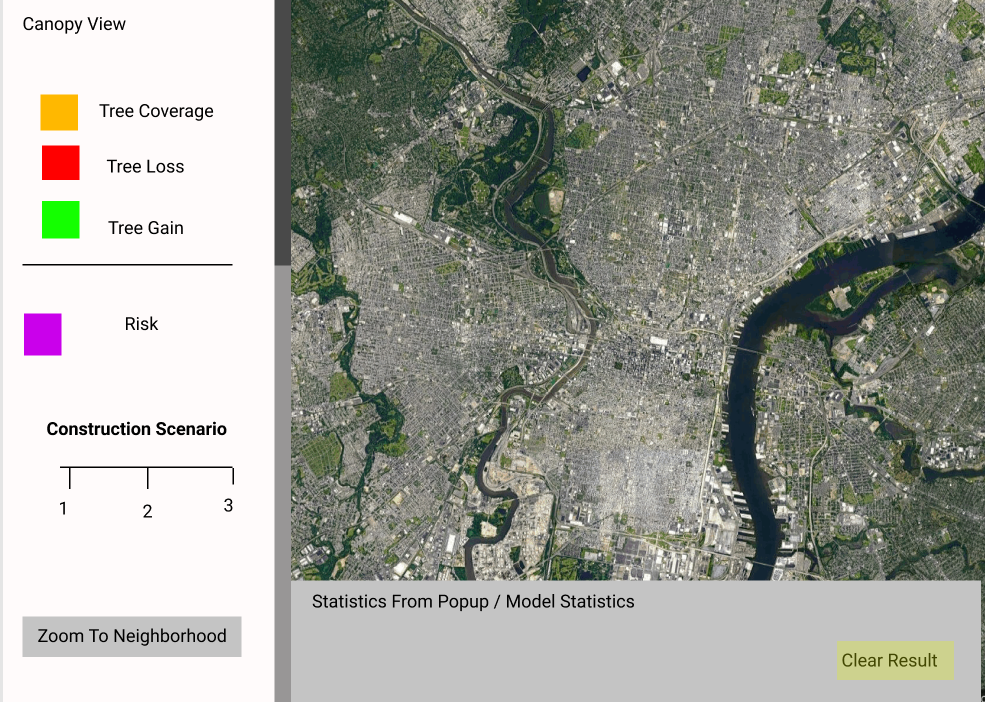 Canopy View
Tree Coverage
Tree Loss
Tree Gain
Risk
Construction Scenario
1 2 3
Zoom To Neighborhood
Statistics From Popup / Model Statistics
Clear Result